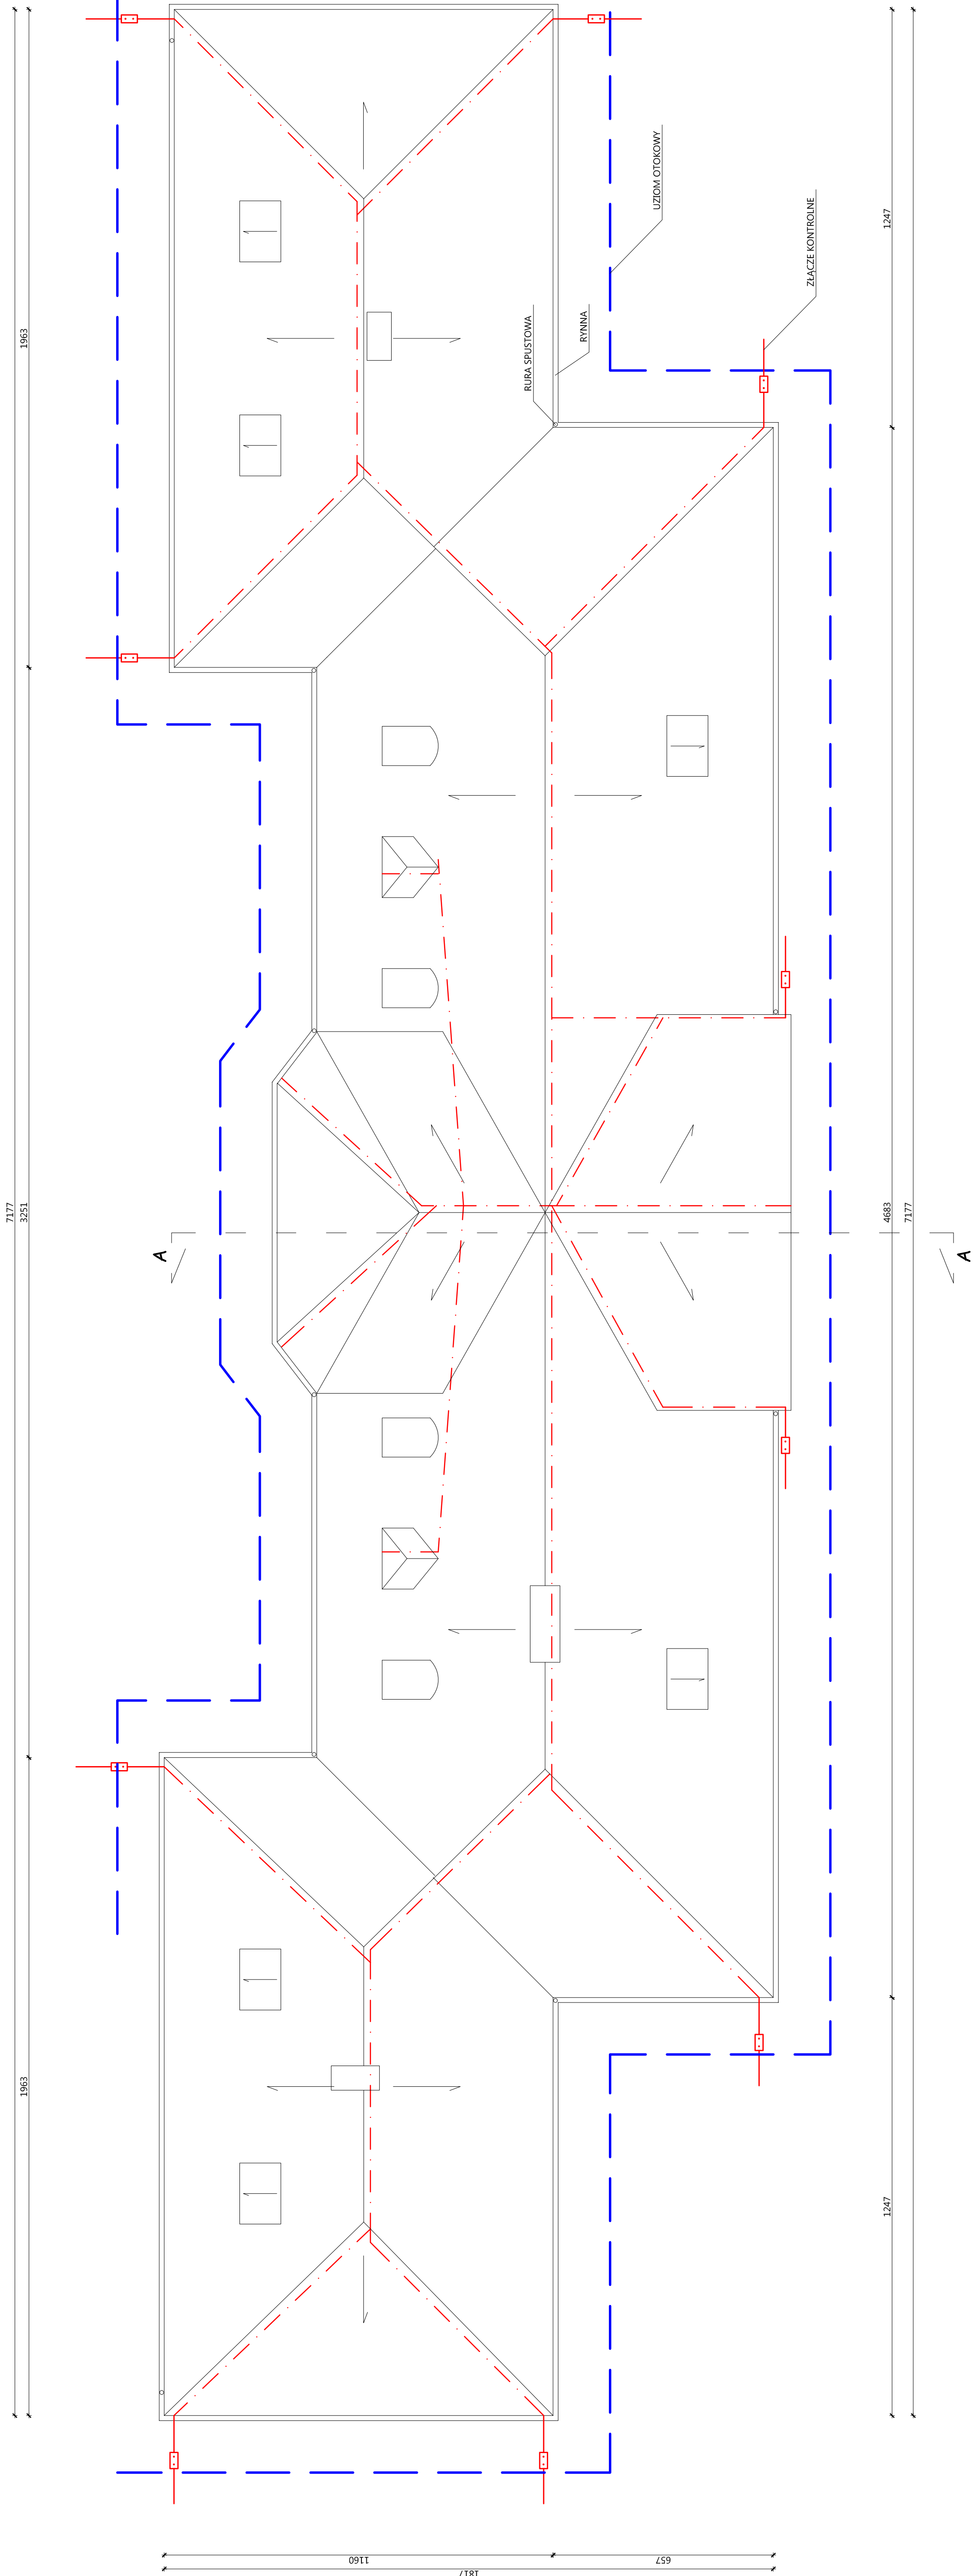 1247
UZIOM OTOKOWY
ZŁĄCZE KONTROLNE
1963
RURA SPUSTOWA
RYNNA
7177
3251
4683
7177
A
A
1963
1247
1160
657
1817